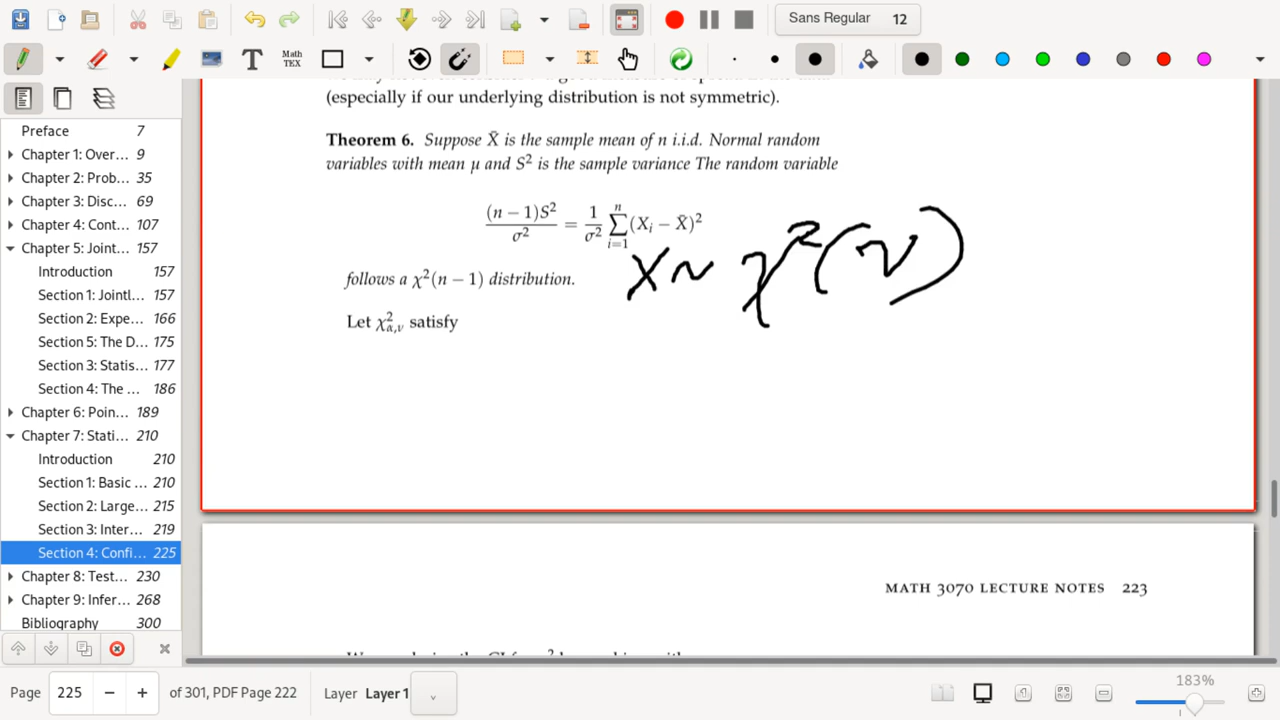 Sans Regular 12
T Math TEX
Preface 7
Chapter 1: Over... 9
Chapter 2: Prob... 35
Chapter 3: Disc... 69
Chapter 4: Cont... 107
Chapter 5: Joint... 157
Introduction 157
Section 1: Jointl... 157
Section 2: Expe... 166
Section 5: The D... 175
Section 3: Statis... 177
Section 4: The ... 186
Chapter 6: Poin... 189
Chapter 7: Stati... 210
Introduction 210
Section 1: Basic ... 210
Section 2: Large... 215
Section 3: Inter... 219
Section 4: Confi... 225
Chapter 8: Test... 230
Chapter 9: Infer... 268
Bibliography 300
(especially if our underlying distribution is not symmetric).
Theorem 6. Suppose X̄ is the sample mean of n i.i.d. Normal random
variables with mean μ and S² is the sample variance The random variable
(n − 1)S²/σ² = 1/σ² ∑ᵢ₌₁ⁿ (Xᵢ − X̄)²
X ~ χ²(ν)
follows a χ²(n − 1) distribution.
Let χ²α,ν satisfy
MATH 3070 LECTURE NOTES 223
Page 225 − + of 301, PDF Page 222 Layer Layer 1 183%